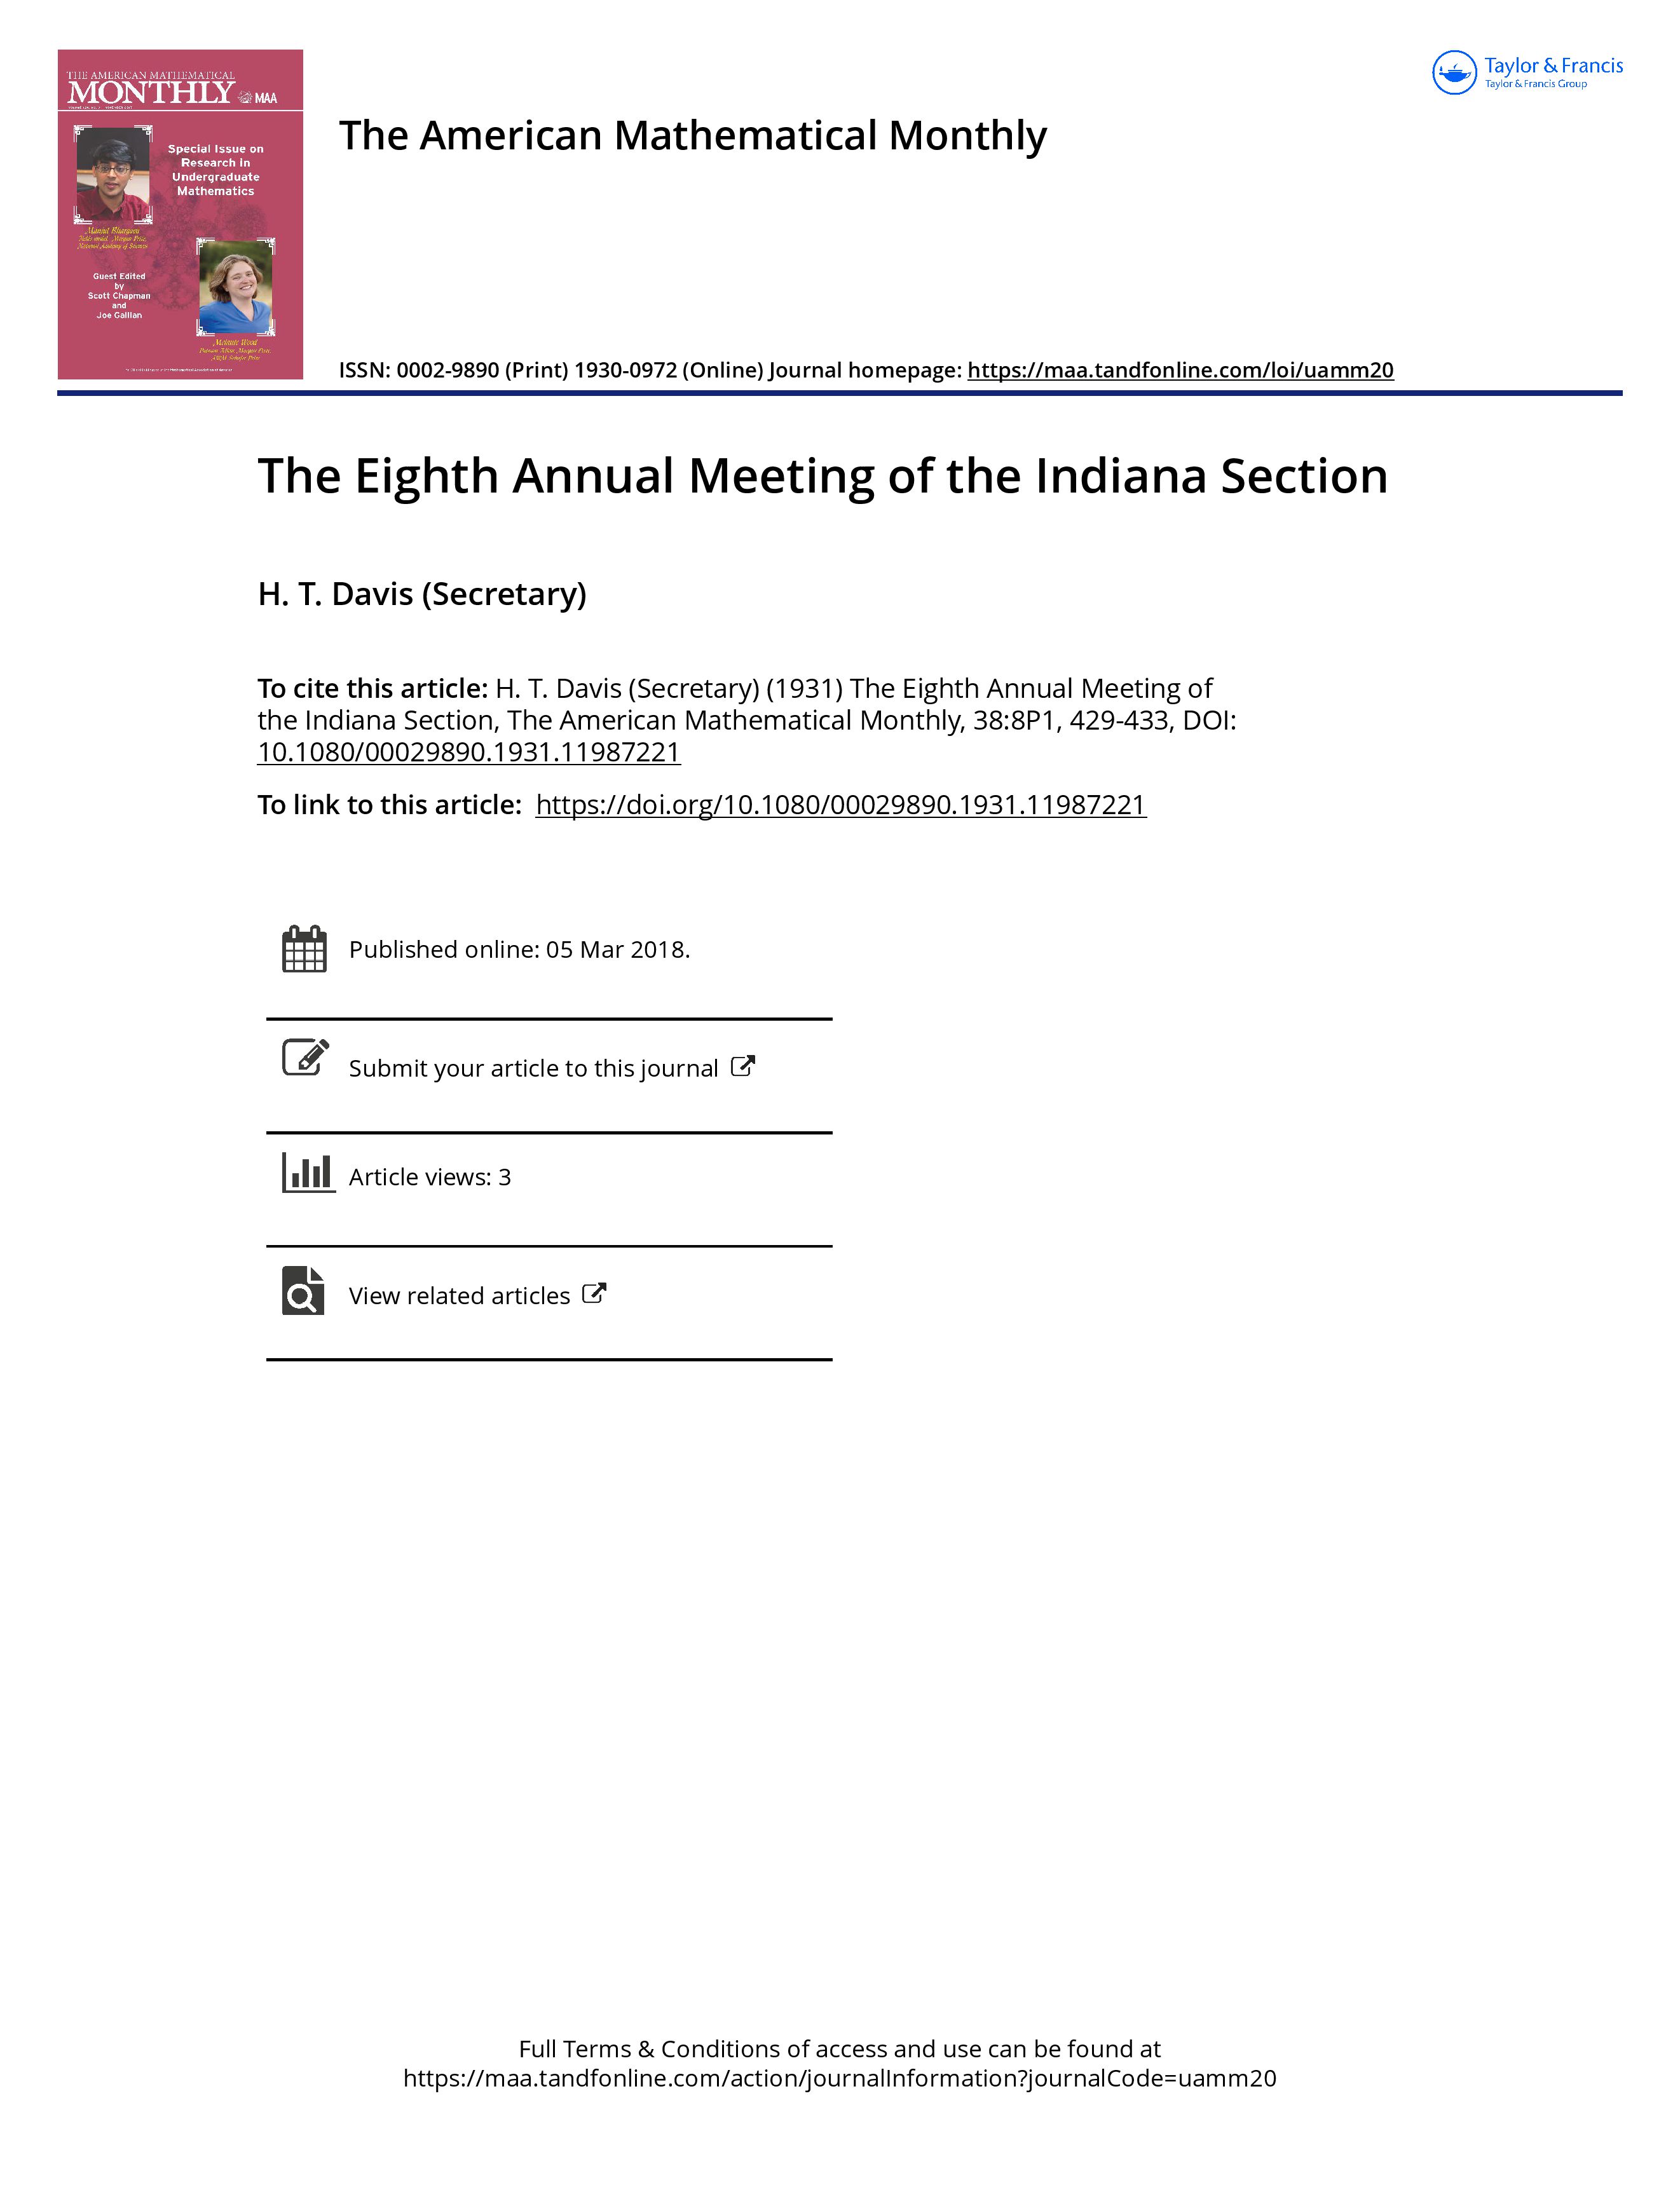 THE AMERICAN MATHEMATICAL
MONTHLY MAA
Special Issue on
Research in
Undergraduate
Mathematics
Manjul Bhargava
Guest Edited
by
Scott Chapman
and
Joe Gallian
Melanie Wood
Taylor & Francis
Taylor & Francis Group
The American Mathematical Monthly
ISSN: 0002-9890 (Print) 1930-0972 (Online) Journal homepage: https://maa.tandfonline.com/loi/uamm20
The Eighth Annual Meeting of the Indiana Section
H. T. Davis (Secretary)
To cite this article: H. T. Davis (Secretary) (1931) The Eighth Annual Meeting of
the Indiana Section, The American Mathematical Monthly, 38:8P1, 429-433, DOI:
10.1080/00029890.1931.11987221
To link to this article: https://doi.org/10.1080/00029890.1931.11987221
Published online: 05 Mar 2018.
Submit your article to this journal
Article views: 3
View related articles
Full Terms & Conditions of access and use can be found at
https://maa.tandfonline.com/action/journalInformation?journalCode=uamm20